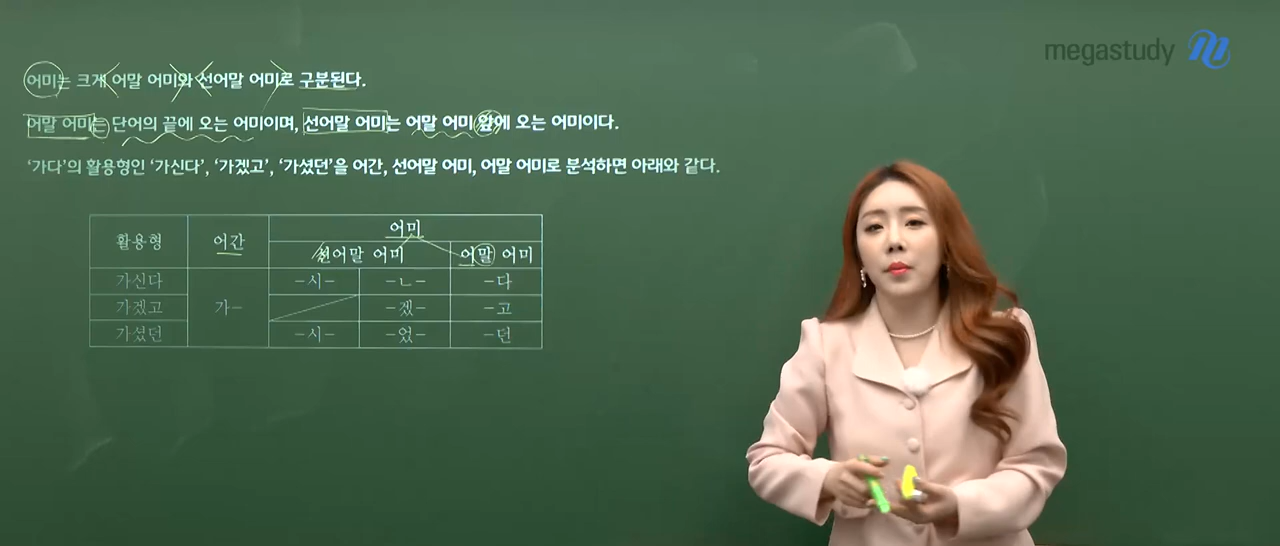 megastudy
어미는 크게 어말 어미와 선어말 어미로 구분된다.
어말 어미는 단어의 끝에 오는 어미이며, 선어말 어미는 어말 어미 앞에 오는 어미이다.
‘가다’의 활용형인 ‘가신다’, ‘가겠고’, ‘가셨던’을 어간, 선어말 어미, 어말 어미로 분석하면 아래와 같다.
활용형 어간 어미
선어말 어미 어말 어미
가신다 -시- -ㄴ- -다
가겠고 가- -겠- -고
가셨던 -시- -었- -던